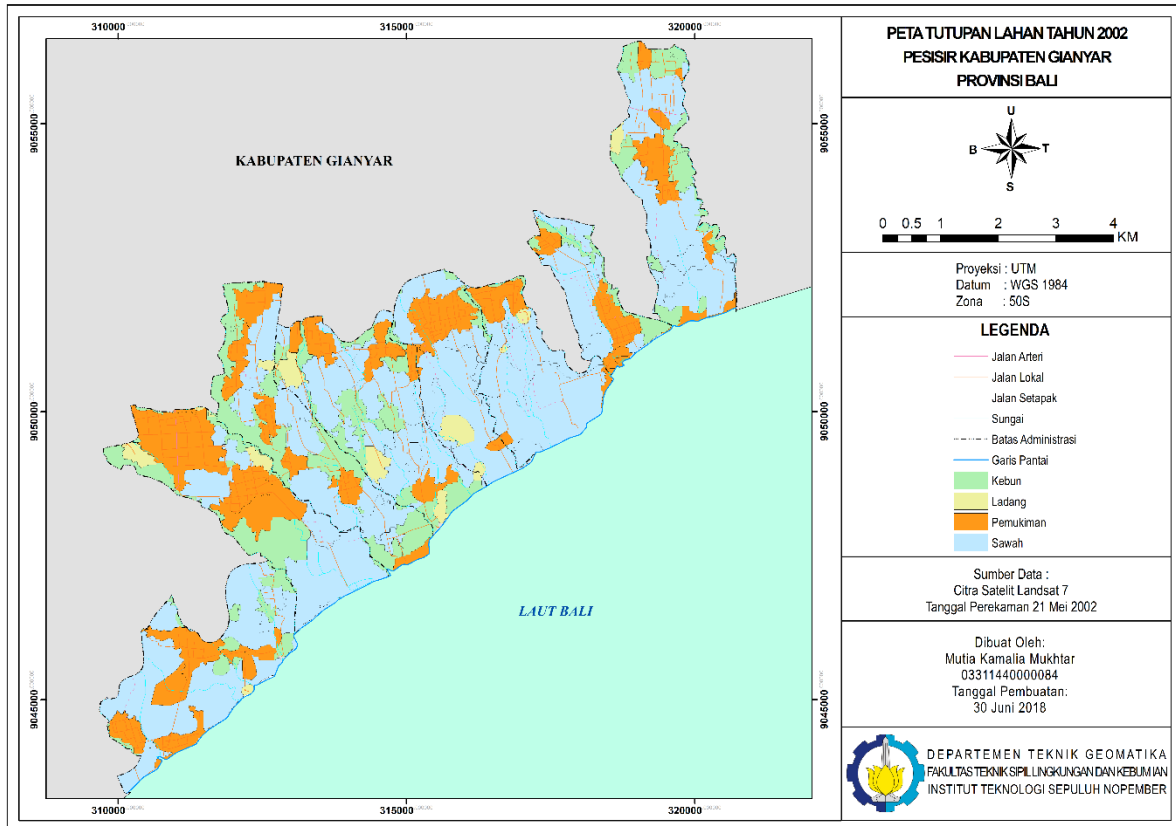 310000
315000
320000
9055000
9055000
KABUPATEN GIANYAR
9050000
9050000
LAUT BALI
9045000
9045000
310000
315000
320000
PETA TUTUPAN LAHAN TAHUN 2002
PESISIR KABUPATEN GIANYAR
PROVINSI BALI
U
B T
S
0 0.5 1 2 3 4
KM
Proyeksi : UTM
Datum : WGS 1984
Zona : 50S
LEGENDA
Jalan Arteri
Jalan Lokal
Jalan Setapak
Sungai
Batas Administrasi
Garis Pantai
Kebun
Ladang
Pemukiman
Sawah
Sumber Data :
Citra Satelit Landsat 7
Tanggal Perekaman 21 Mei 2002
Dibuat Oleh:
Mutia Kamalia Mukhtar
03311440000084
Tanggal Pembuatan:
30 Juni 2018
DEPARTEMEN TEKNIK GEOMATIKA
FAKULTAS TEKNIK SIPIL LINGKUNGAN DAN KEBUMIAN
INSTITUT TEKNOLOGI SEPULUH NOPEMBER